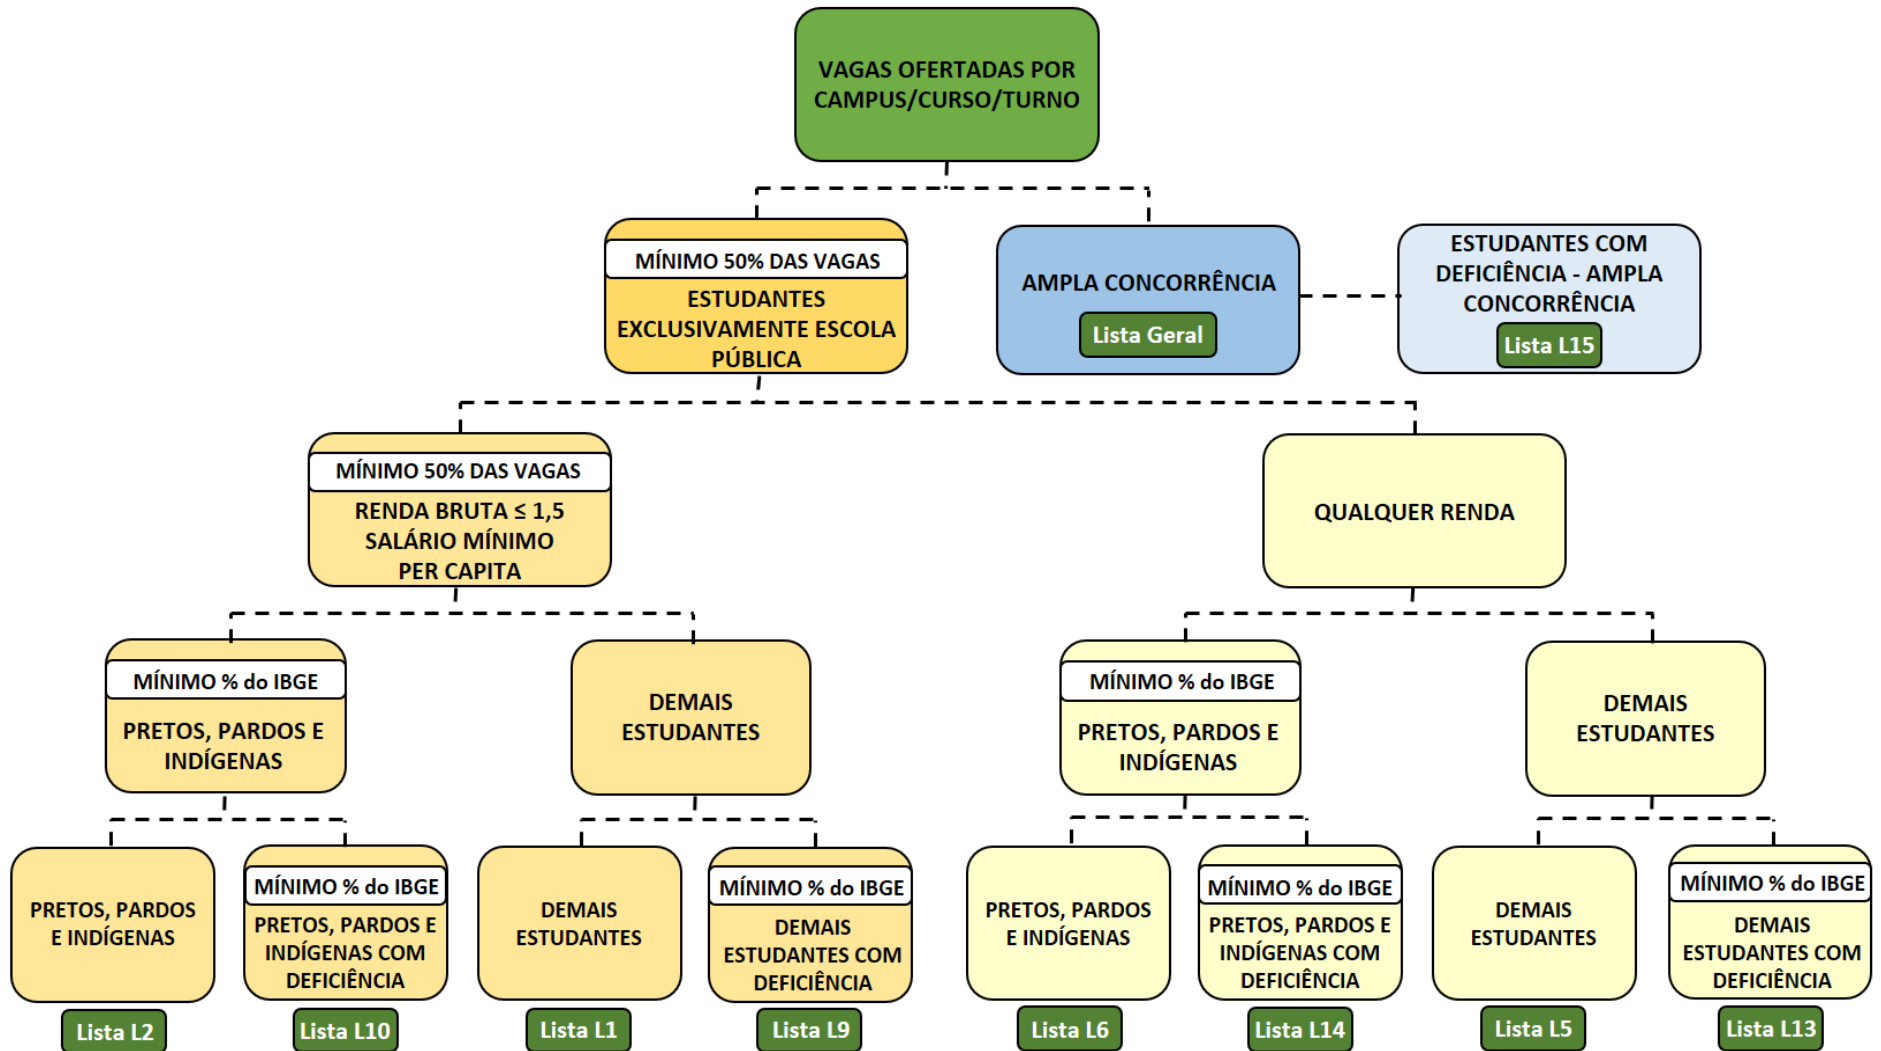 VAGAS OFERTADAS POR
CAMPUS/CURSO/TURNO
MÍNIMO 50% DAS VAGAS
ESTUDANTES
EXCLUSIVAMENTE ESCOLA
PÚBLICA
AMPLA CONCORRÊNCIA
Lista Geral
ESTUDANTES COM
DEFICIÊNCIA - AMPLA
CONCORRÊNCIA
Lista L15
MÍNIMO 50% DAS VAGAS
RENDA BRUTA ≤ 1,5
SALÁRIO MÍNIMO
PER CAPITA
QUALQUER RENDA
MÍNIMO % do IBGE
PRETOS, PARDOS E
INDÍGENAS
DEMAIS
ESTUDANTES
MÍNIMO % do IBGE
PRETOS, PARDOS E
INDÍGENAS
DEMAIS
ESTUDANTES
PRETOS, PARDOS
E INDÍGENAS
Lista L2
MÍNIMO % do IBGE
PRETOS, PARDOS E
INDÍGENAS COM
DEFICIÊNCIA
Lista L10
DEMAIS
ESTUDANTES
Lista L1
MÍNIMO % do IBGE
DEMAIS
ESTUDANTES COM
DEFICIÊNCIA
Lista L9
PRETOS, PARDOS
E INDÍGENAS
Lista L6
MÍNIMO % do IBGE
PRETOS, PARDOS E
INDÍGENAS COM
DEFICIÊNCIA
Lista L14
DEMAIS
ESTUDANTES
Lista L5
MÍNIMO % do IBGE
DEMAIS
ESTUDANTES COM
DEFICIÊNCIA
Lista L13